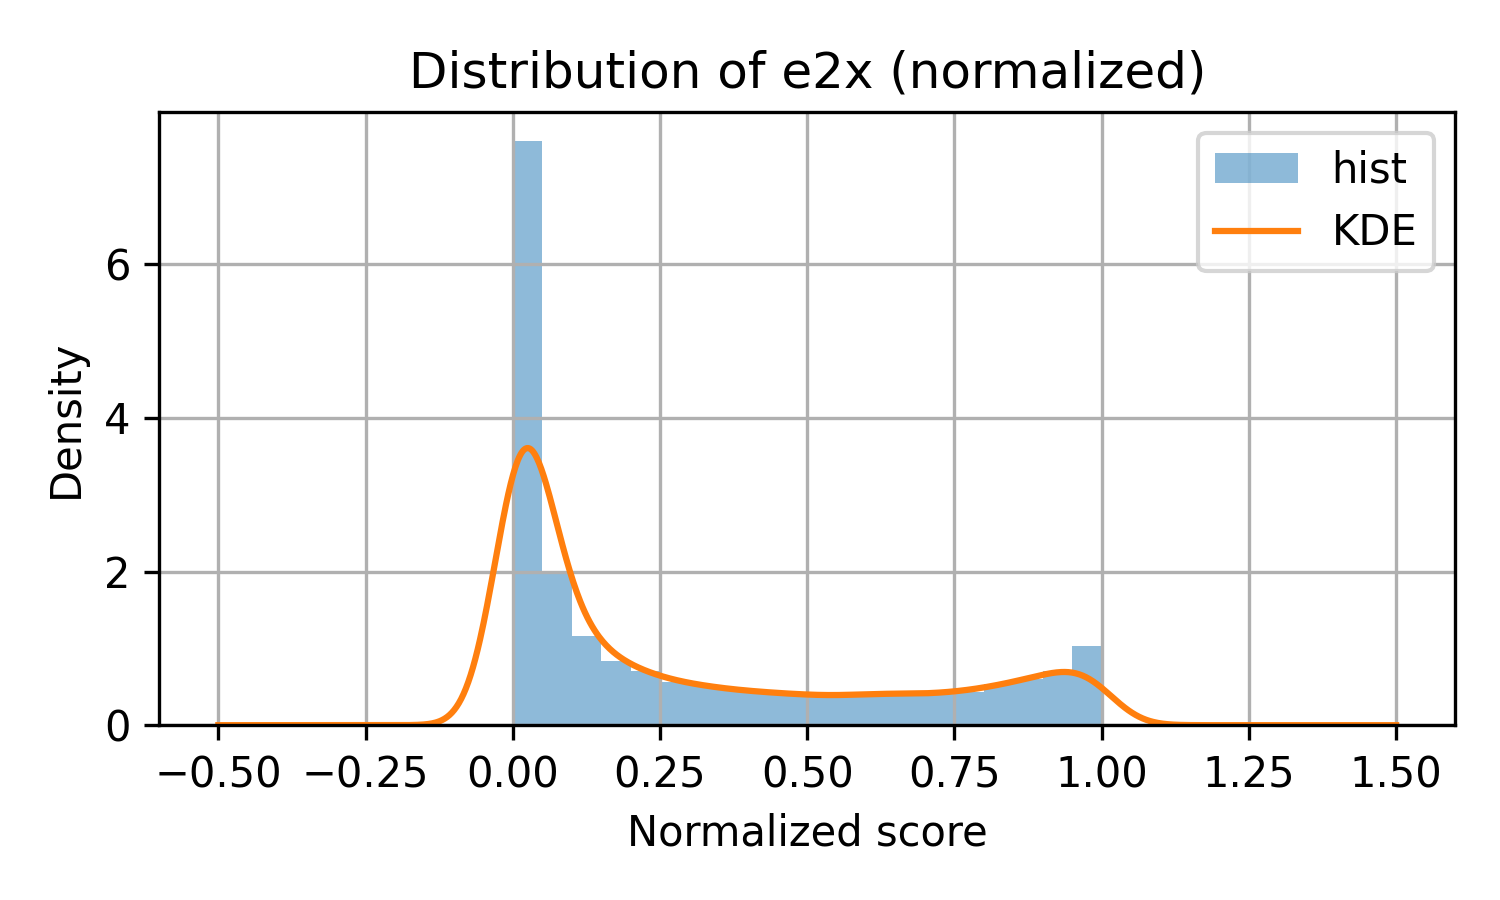 Distribution of e2x (normalized)
hist
KDE
6
4
2
0
Density
−0.50 −0.25 0.00 0.25 0.50 0.75 1.00 1.25 1.50
Normalized score